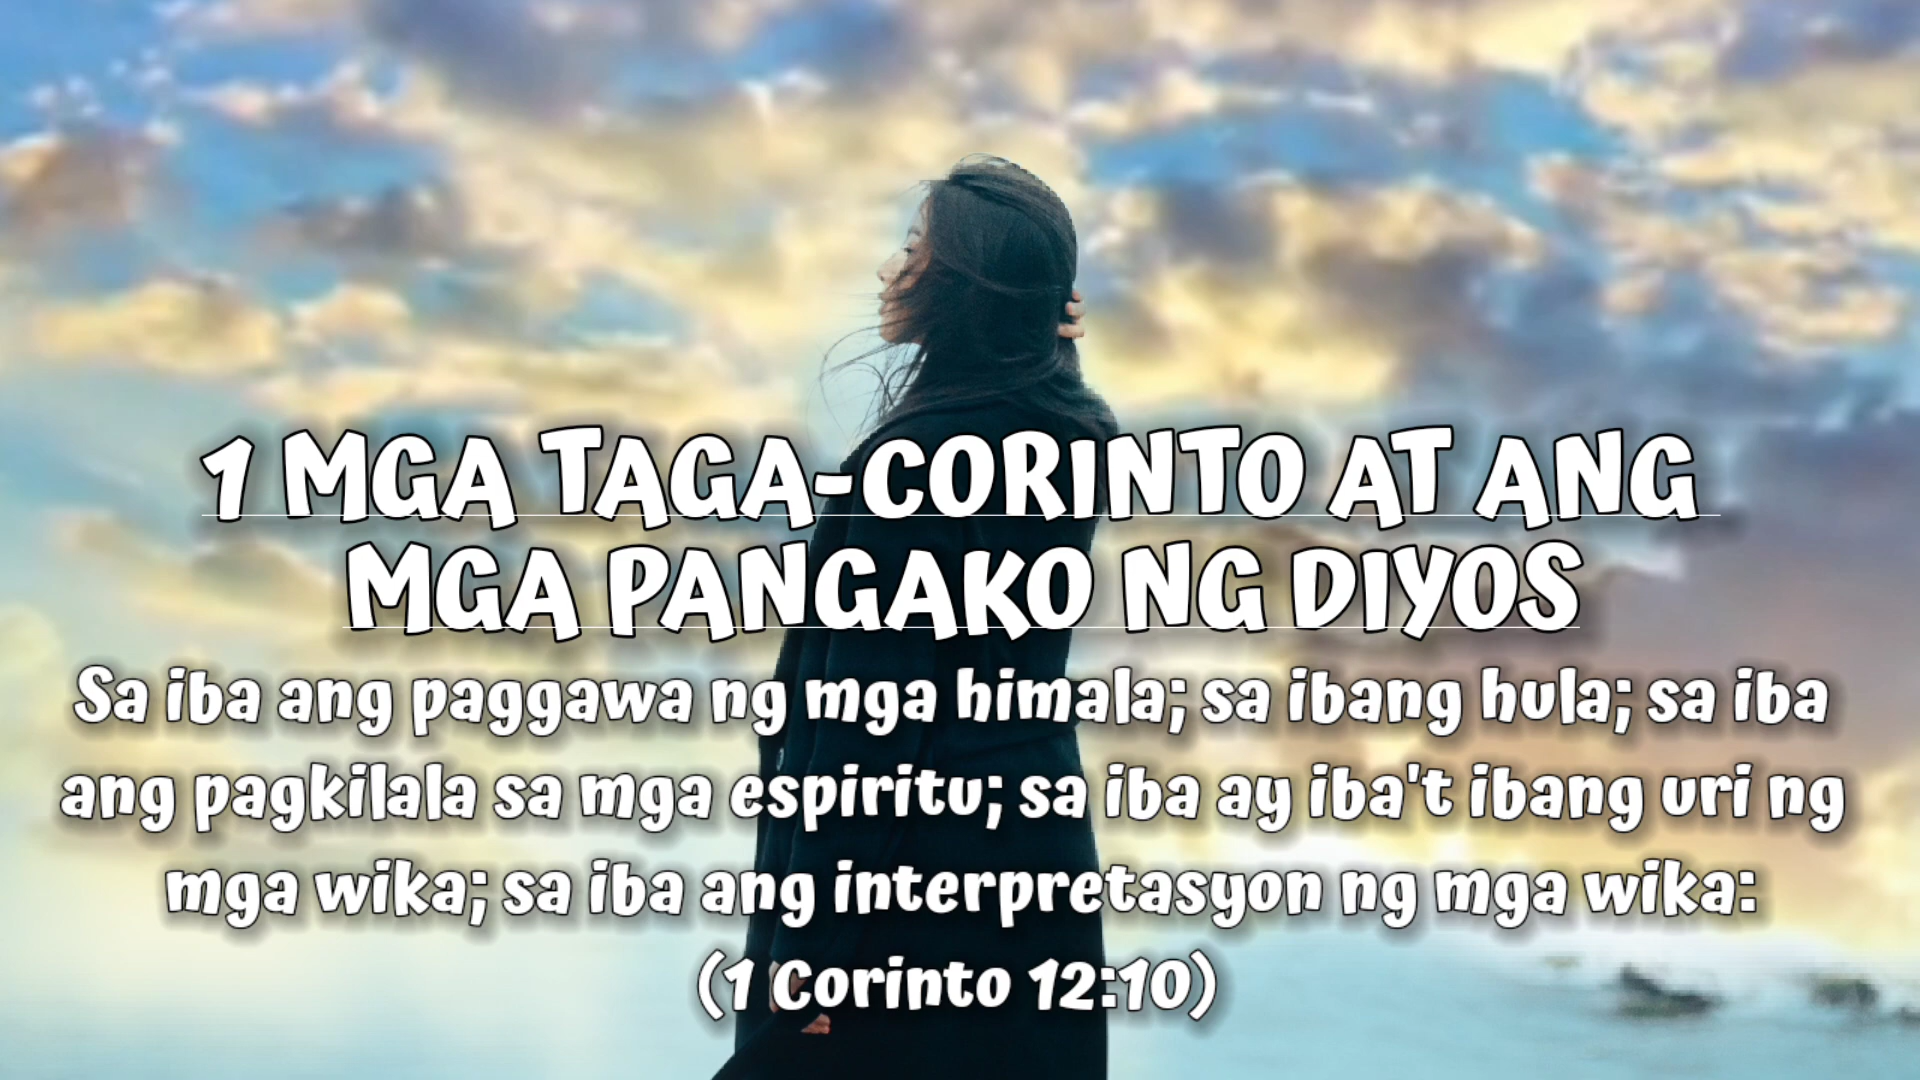 1 MGA TAGA-CORINTO AT ANG
MGA PANGAKO NG DIYOS
Sa iba ang paggawa ng mga himala; sa ibang hula; sa iba
ang pagkilala sa mga espiritu; sa iba ay iba't ibang uri ng
mga wika; sa iba ang interpretasyon ng mga wika:
(1 Corinto 12:10)